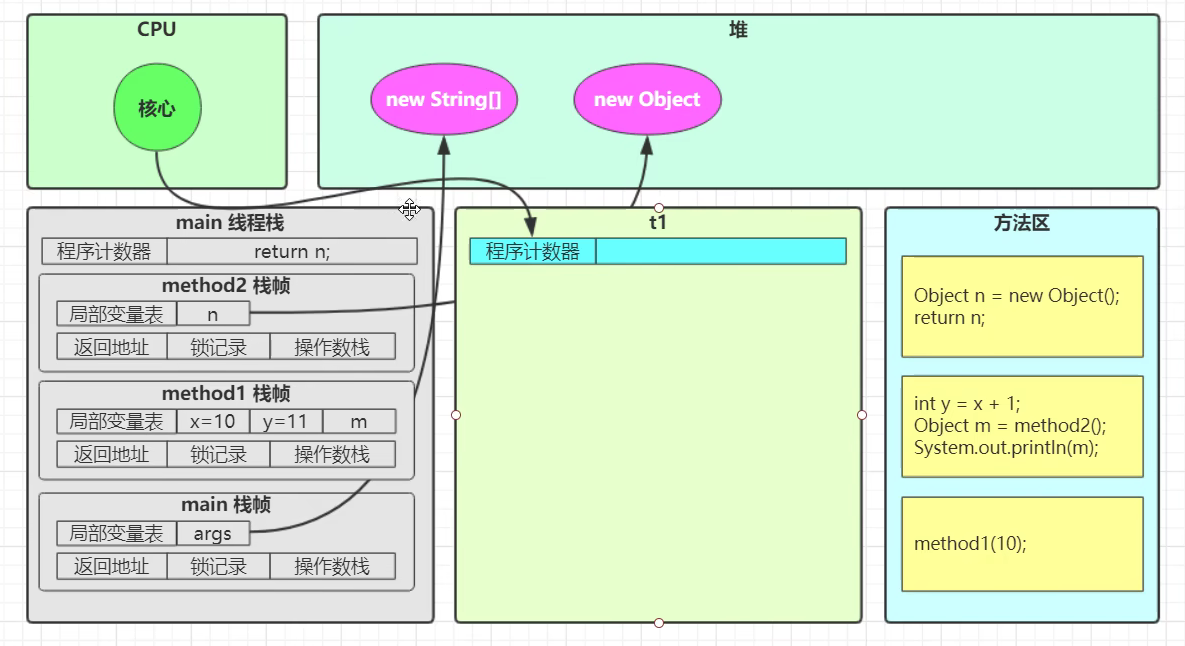 CPU
核心
堆
new String[]
new Object
main 线程栈
程序计数器
return n;
method2 栈帧
局部变量表
n
返回地址
锁记录
操作数栈
method1 栈帧
局部变量表
x=10
y=11
m
返回地址
锁记录
操作数栈
main 栈帧
局部变量表
args
返回地址
锁记录
操作数栈
t1
程序计数器
方法区
Object n = new Object();
return n;
int y = x + 1;
Object m = method2();
System.out.println(m);
method1(10);